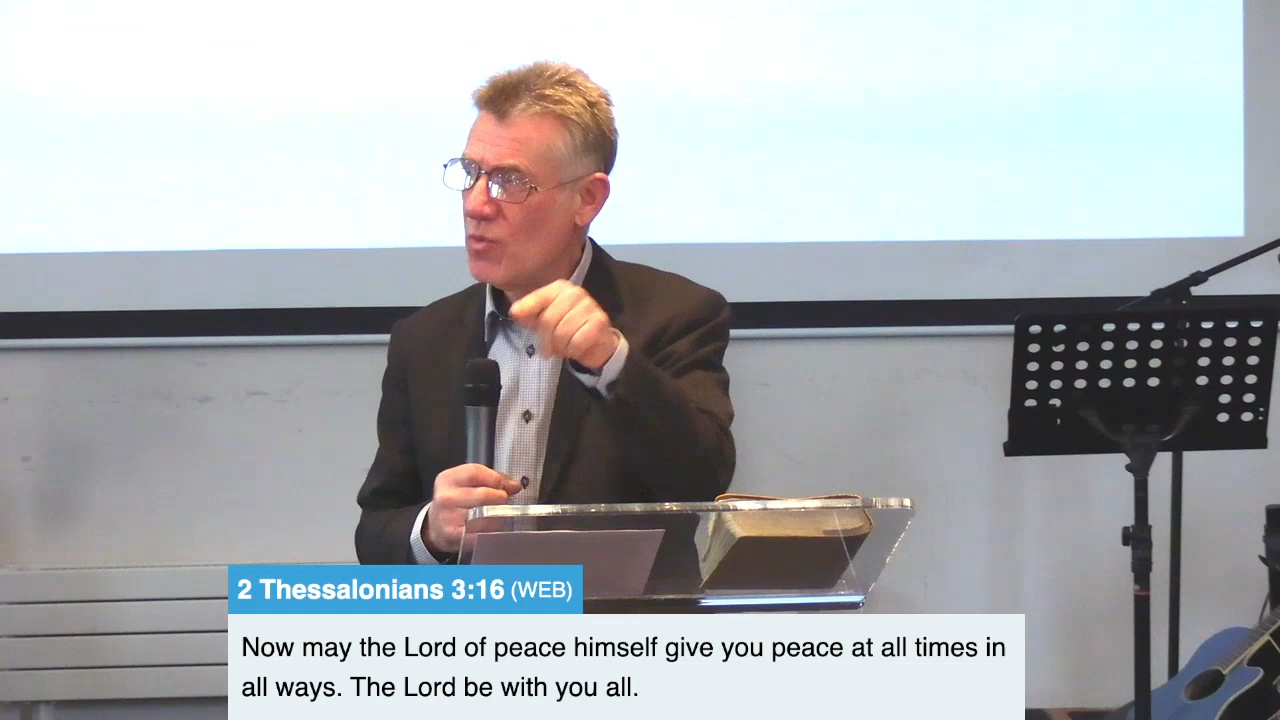 2 Thessalonians 3:16 (WEB)
Now may the Lord of peace himself give you peace at all times in
all ways. The Lord be with you all.